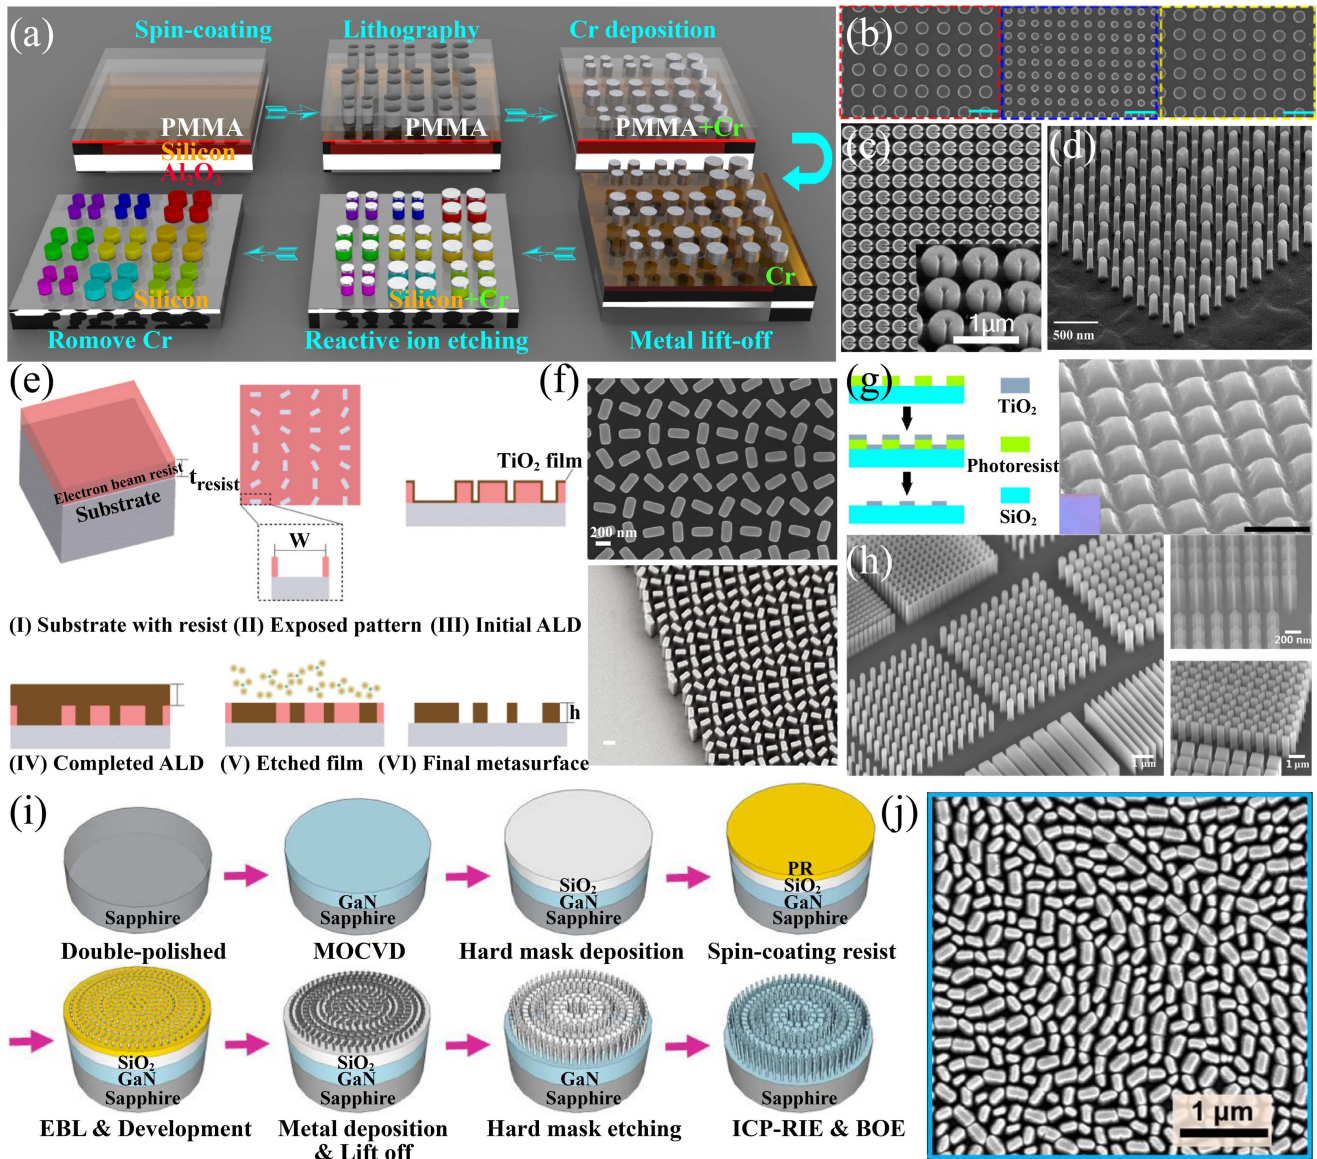 (a)
Spin-coating
Lithography
Cr deposition
PMMA
Silicon
Al₂O₃
PMMA
PMMA+Cr
Silicon
Romove Cr
Silicon+Cr
Reactive ion etching
Cr
Metal lift-off
(b)
(c)
1μm
(d)
500 nm
(e)
Electron beam resist
Substrate
t_resist
W
TiO₂ film
(I) Substrate with resist
(II) Exposed pattern
(III) Initial ALD
h
(IV) Completed ALD
(V) Etched film
(VI) Final metasurface
(f)
200 nm
(g)
TiO₂
Photoresist
SiO₂
(h)
1 μm
200 nm
1 μm
(i)
Sapphire
Double-polished
GaN
Sapphire
MOCVD
SiO₂
GaN
Sapphire
Hard mask deposition
PR
SiO₂
GaN
Sapphire
Spin-coating resist
SiO₂
GaN
Sapphire
EBL & Development
SiO₂
GaN
Sapphire
Metal deposition
& Lift off
GaN
Sapphire
Hard mask etching
Sapphire
ICP-RIE & BOE
(j)
1 μm